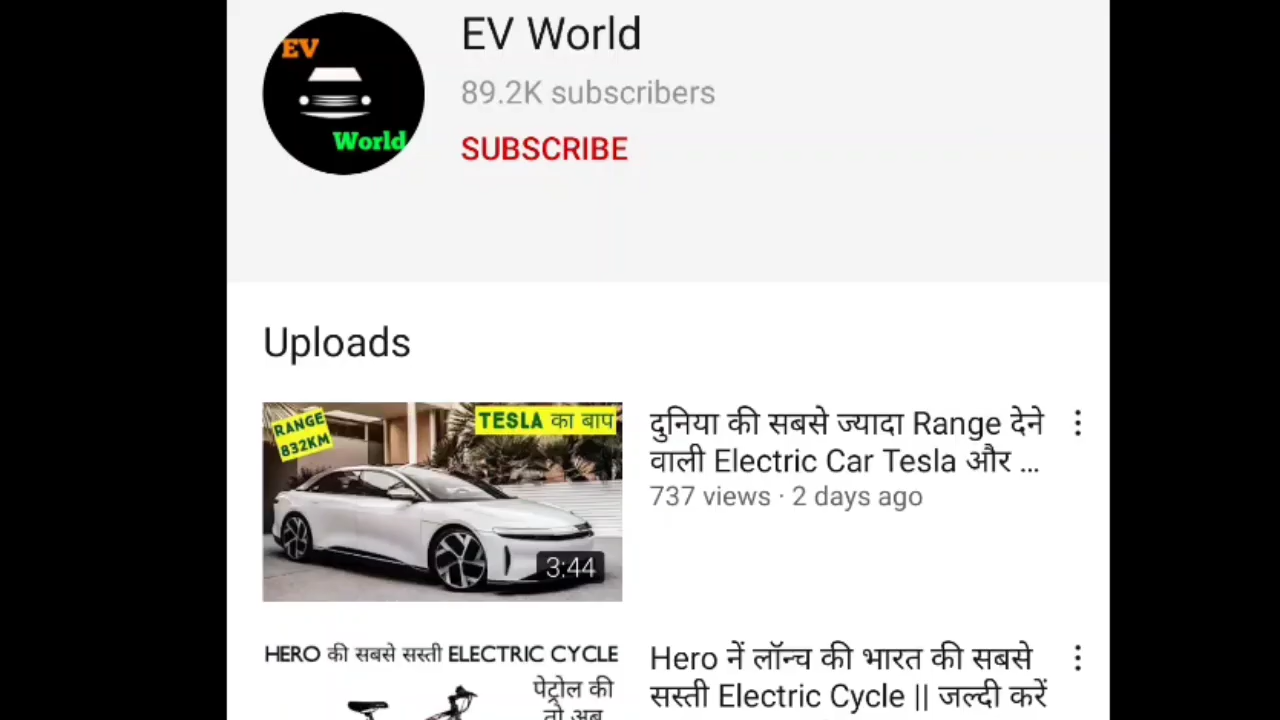 EV
World
EV World
89.2K subscribers
SUBSCRIBE
Uploads
RANGE
832KM
TESLA का बाप
3:44
दुनिया की सबसे ज्यादा Range देने
वाली Electric Car Tesla और ...
737 views · 2 days ago
HERO की सबसे सस्ती ELECTRIC CYCLE
पेट्रोल की
तो अब
Hero नें लॉन्च की भारत की सबसे
सस्ती Electric Cycle || जल्दी करें